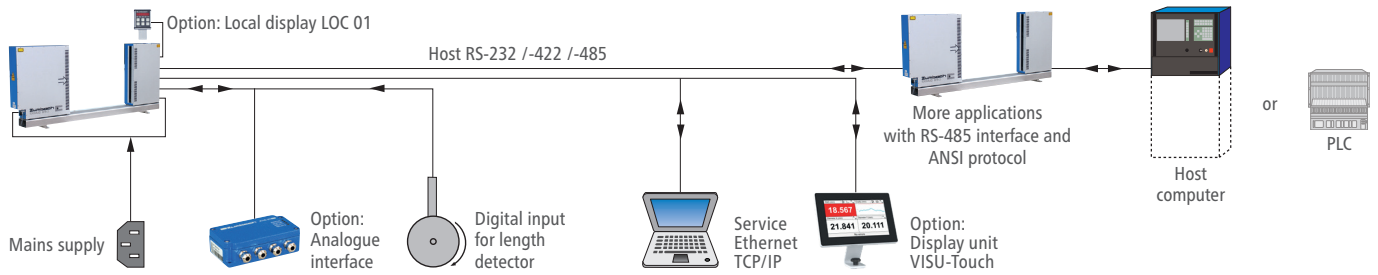 Option: Local display LOC 01
Host RS-232 /-422 /-485
More applications
with RS-485 interface and
ANSI protocol
or
PLC
Host
computer
Mains supply
Option:
Analogue
interface
Digital input
for length
detector
Service
Ethernet
TCP/IP
18.567
21.841 20.111
Option:
Display unit
VISU-Touch